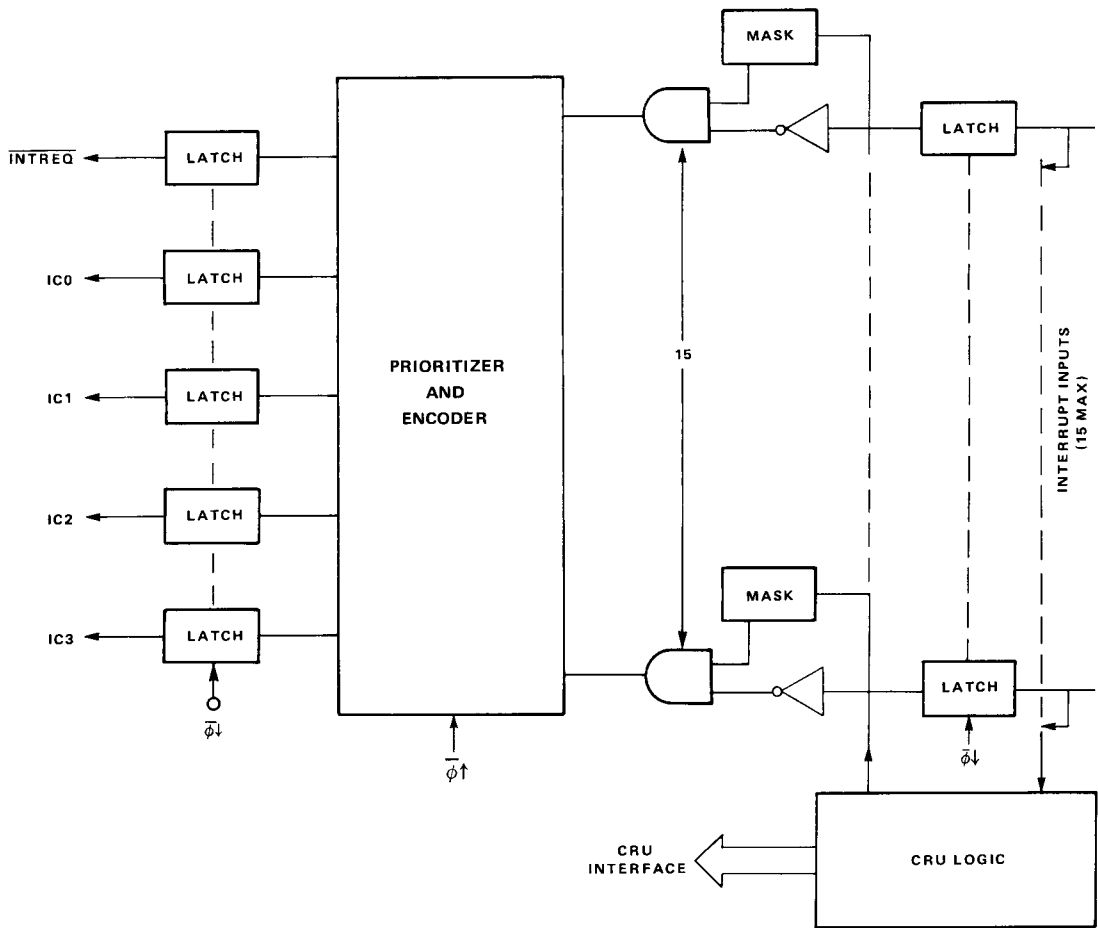 MASK
LATCH
INTREQ
LATCH
IC0
LATCH
IC1
LATCH
IC2
LATCH
IC3
LATCH
ϕ̅↓
PRIORITIZER
AND
ENCODER
ϕ̅↑
15
INTERRUPT INPUTS
(15 MAX)
MASK
LATCH
ϕ̅↓
CRU
INTERFACE
CRU LOGIC